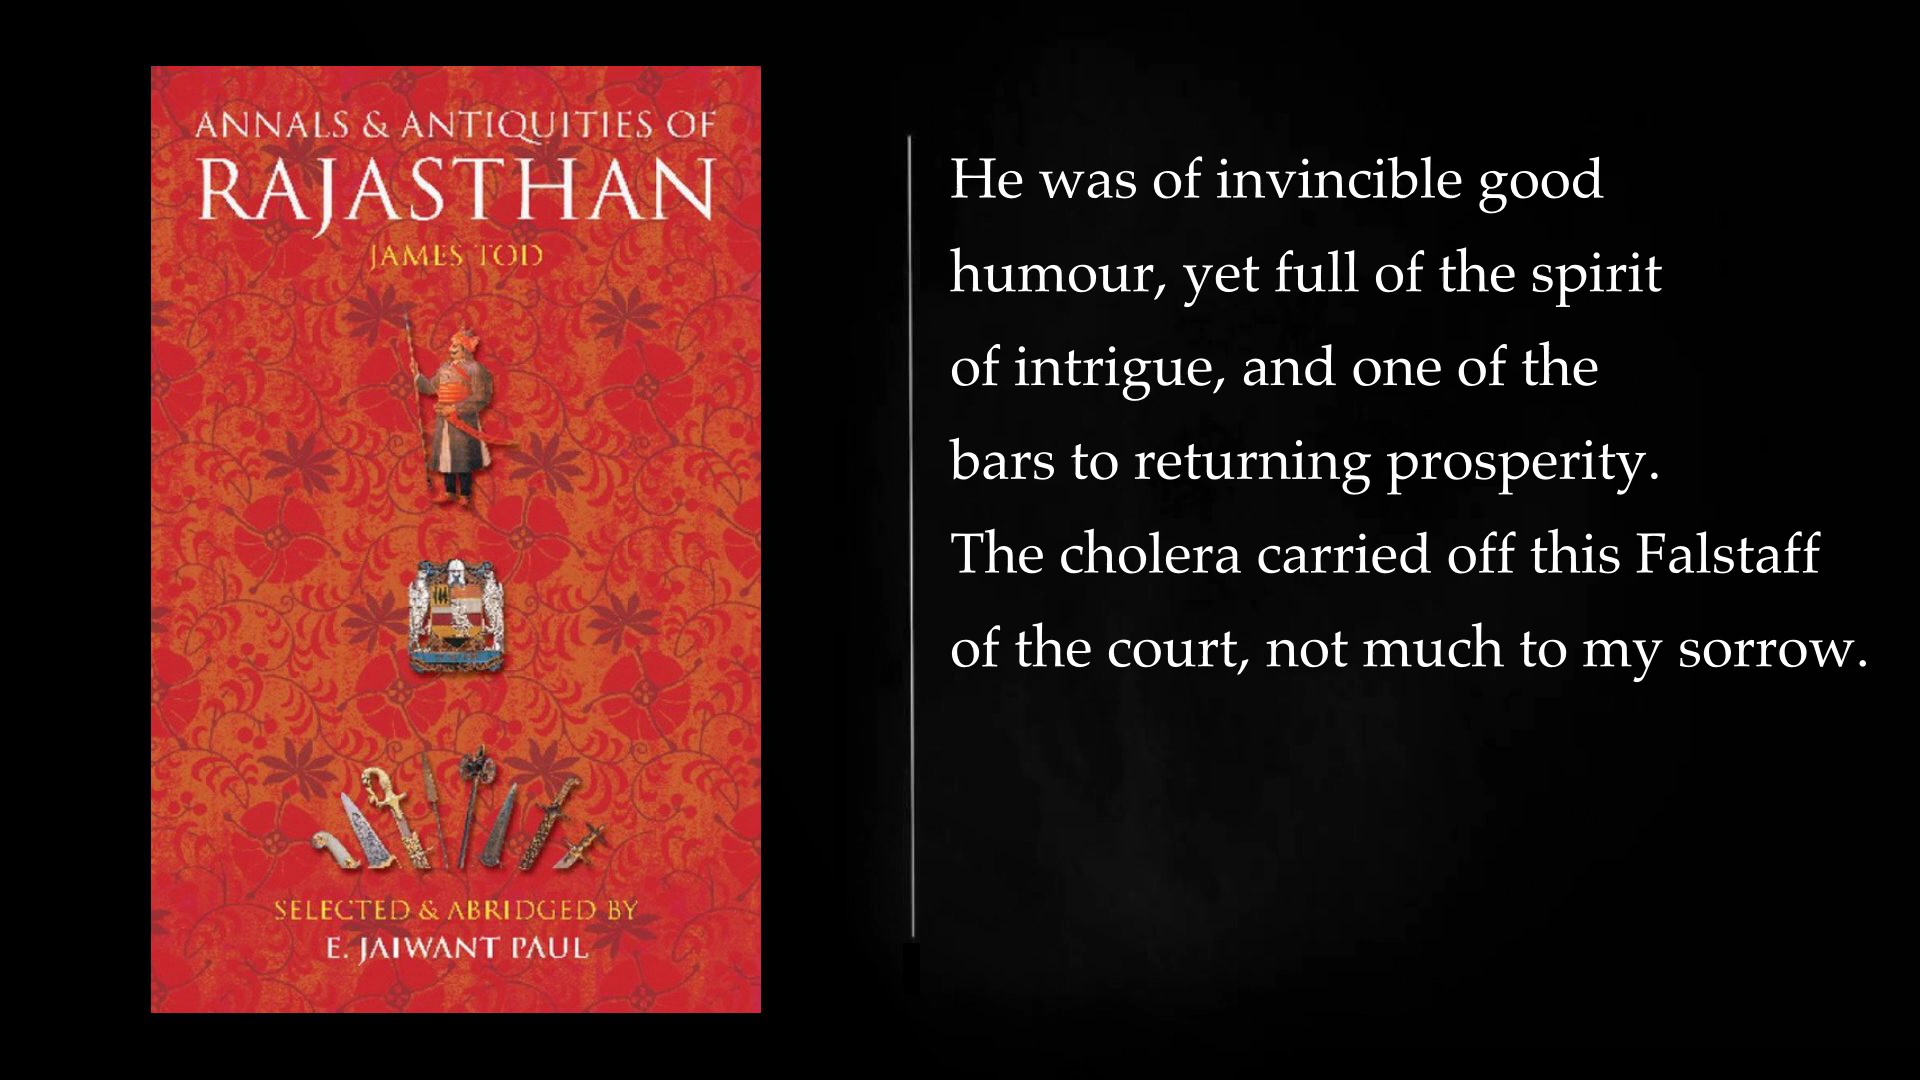 ANNALS & ANTIQUITIES OF
RAJASTHAN
JAMES TOD
SELECTED & ABRIDGED BY
E. JAIWANT PAUL
He was of invincible good
humour, yet full of the spirit
of intrigue, and one of the
bars to returning prosperity.
The cholera carried off this Falstaff
of the court, not much to my sorrow.